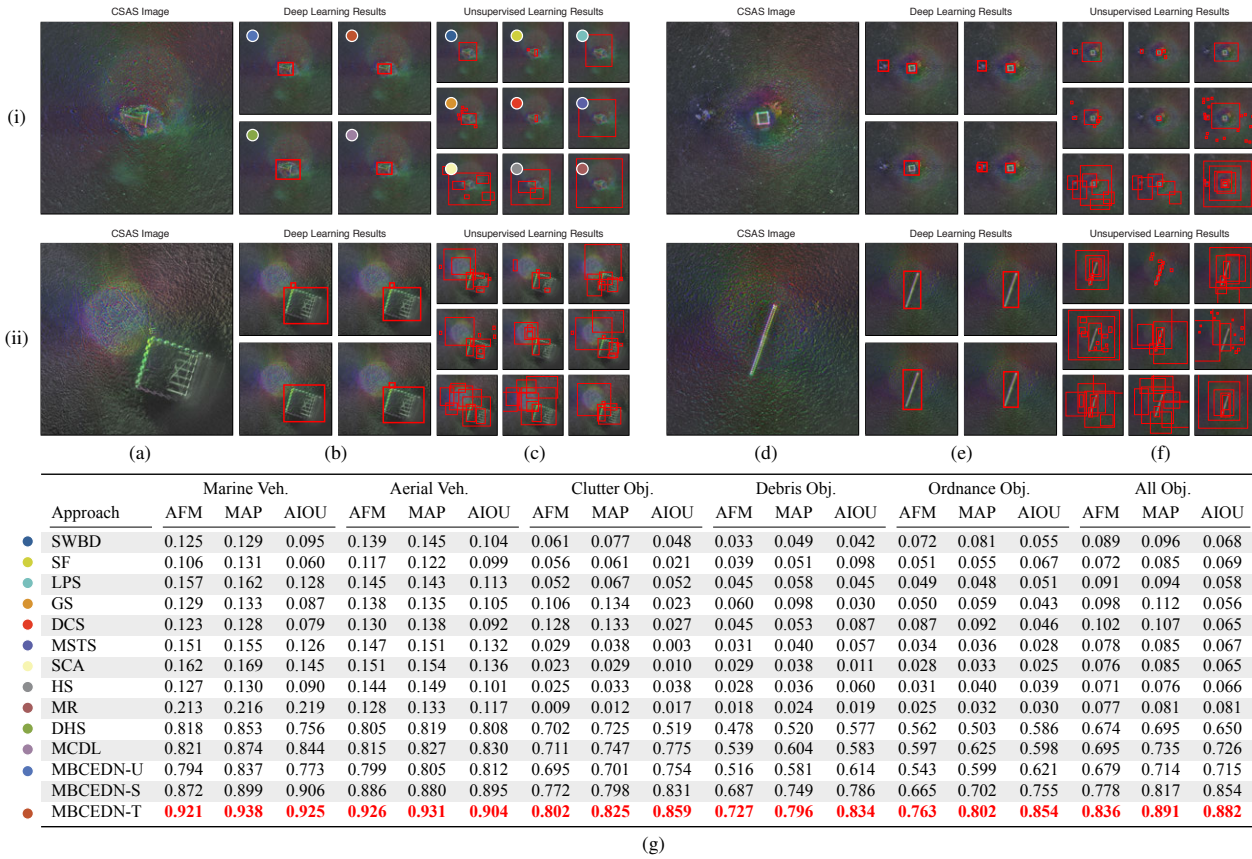 CSAS Image Deep Learning Results Unsupervised Learning Results CSAS Image Deep Learning Results Unsupervised Learning Results
(i)
CSAS Image Deep Learning Results Unsupervised Learning Results CSAS Image Deep Learning Results Unsupervised Learning Results
(ii)
(a) (b) (c) (d) (e) (f)
Marine Veh. Aerial Veh. Clutter Obj. Debris Obj. Ordnance Obj. All Obj.
Approach AFM MAP AIOU AFM MAP AIOU AFM MAP AIOU AFM MAP AIOU AFM MAP AIOU AFM MAP AIOU
SWBD 0.125 0.129 0.095 0.139 0.145 0.104 0.061 0.077 0.048 0.033 0.049 0.042 0.072 0.081 0.055 0.089 0.096 0.068
SF 0.106 0.131 0.060 0.117 0.122 0.099 0.056 0.061 0.021 0.039 0.051 0.098 0.051 0.055 0.067 0.072 0.085 0.069
LPS 0.157 0.162 0.128 0.145 0.143 0.113 0.052 0.067 0.052 0.045 0.058 0.045 0.049 0.048 0.051 0.091 0.094 0.058
GS 0.129 0.133 0.087 0.138 0.135 0.105 0.106 0.134 0.023 0.060 0.098 0.030 0.050 0.059 0.043 0.098 0.112 0.056
DCS 0.123 0.128 0.079 0.130 0.138 0.092 0.128 0.133 0.027 0.045 0.053 0.087 0.087 0.092 0.046 0.102 0.107 0.065
MSTS 0.151 0.155 0.126 0.147 0.151 0.132 0.029 0.038 0.003 0.031 0.040 0.057 0.034 0.036 0.028 0.078 0.085 0.067
SCA 0.162 0.169 0.145 0.151 0.154 0.136 0.023 0.029 0.010 0.029 0.038 0.011 0.028 0.033 0.025 0.076 0.085 0.065
HS 0.127 0.130 0.090 0.144 0.149 0.101 0.025 0.033 0.038 0.028 0.036 0.060 0.031 0.040 0.039 0.071 0.076 0.066
MR 0.213 0.216 0.219 0.128 0.133 0.117 0.009 0.012 0.017 0.018 0.024 0.019 0.025 0.032 0.030 0.077 0.081 0.081
DHS 0.818 0.853 0.756 0.805 0.819 0.808 0.702 0.725 0.519 0.478 0.520 0.577 0.562 0.503 0.586 0.674 0.695 0.650
MCDL 0.821 0.874 0.844 0.815 0.827 0.830 0.711 0.747 0.775 0.539 0.604 0.583 0.597 0.625 0.598 0.695 0.735 0.726
MBCEDN-U 0.794 0.837 0.773 0.799 0.805 0.812 0.695 0.701 0.754 0.516 0.581 0.614 0.543 0.599 0.621 0.679 0.714 0.715
MBCEDN-S 0.872 0.899 0.906 0.886 0.880 0.895 0.772 0.798 0.831 0.687 0.749 0.786 0.665 0.702 0.755 0.778 0.817 0.854
MBCEDN-T 0.921 0.938 0.925 0.926 0.931 0.904 0.802 0.825 0.859 0.727 0.796 0.834 0.763 0.802 0.854 0.836 0.891 0.882
(g)